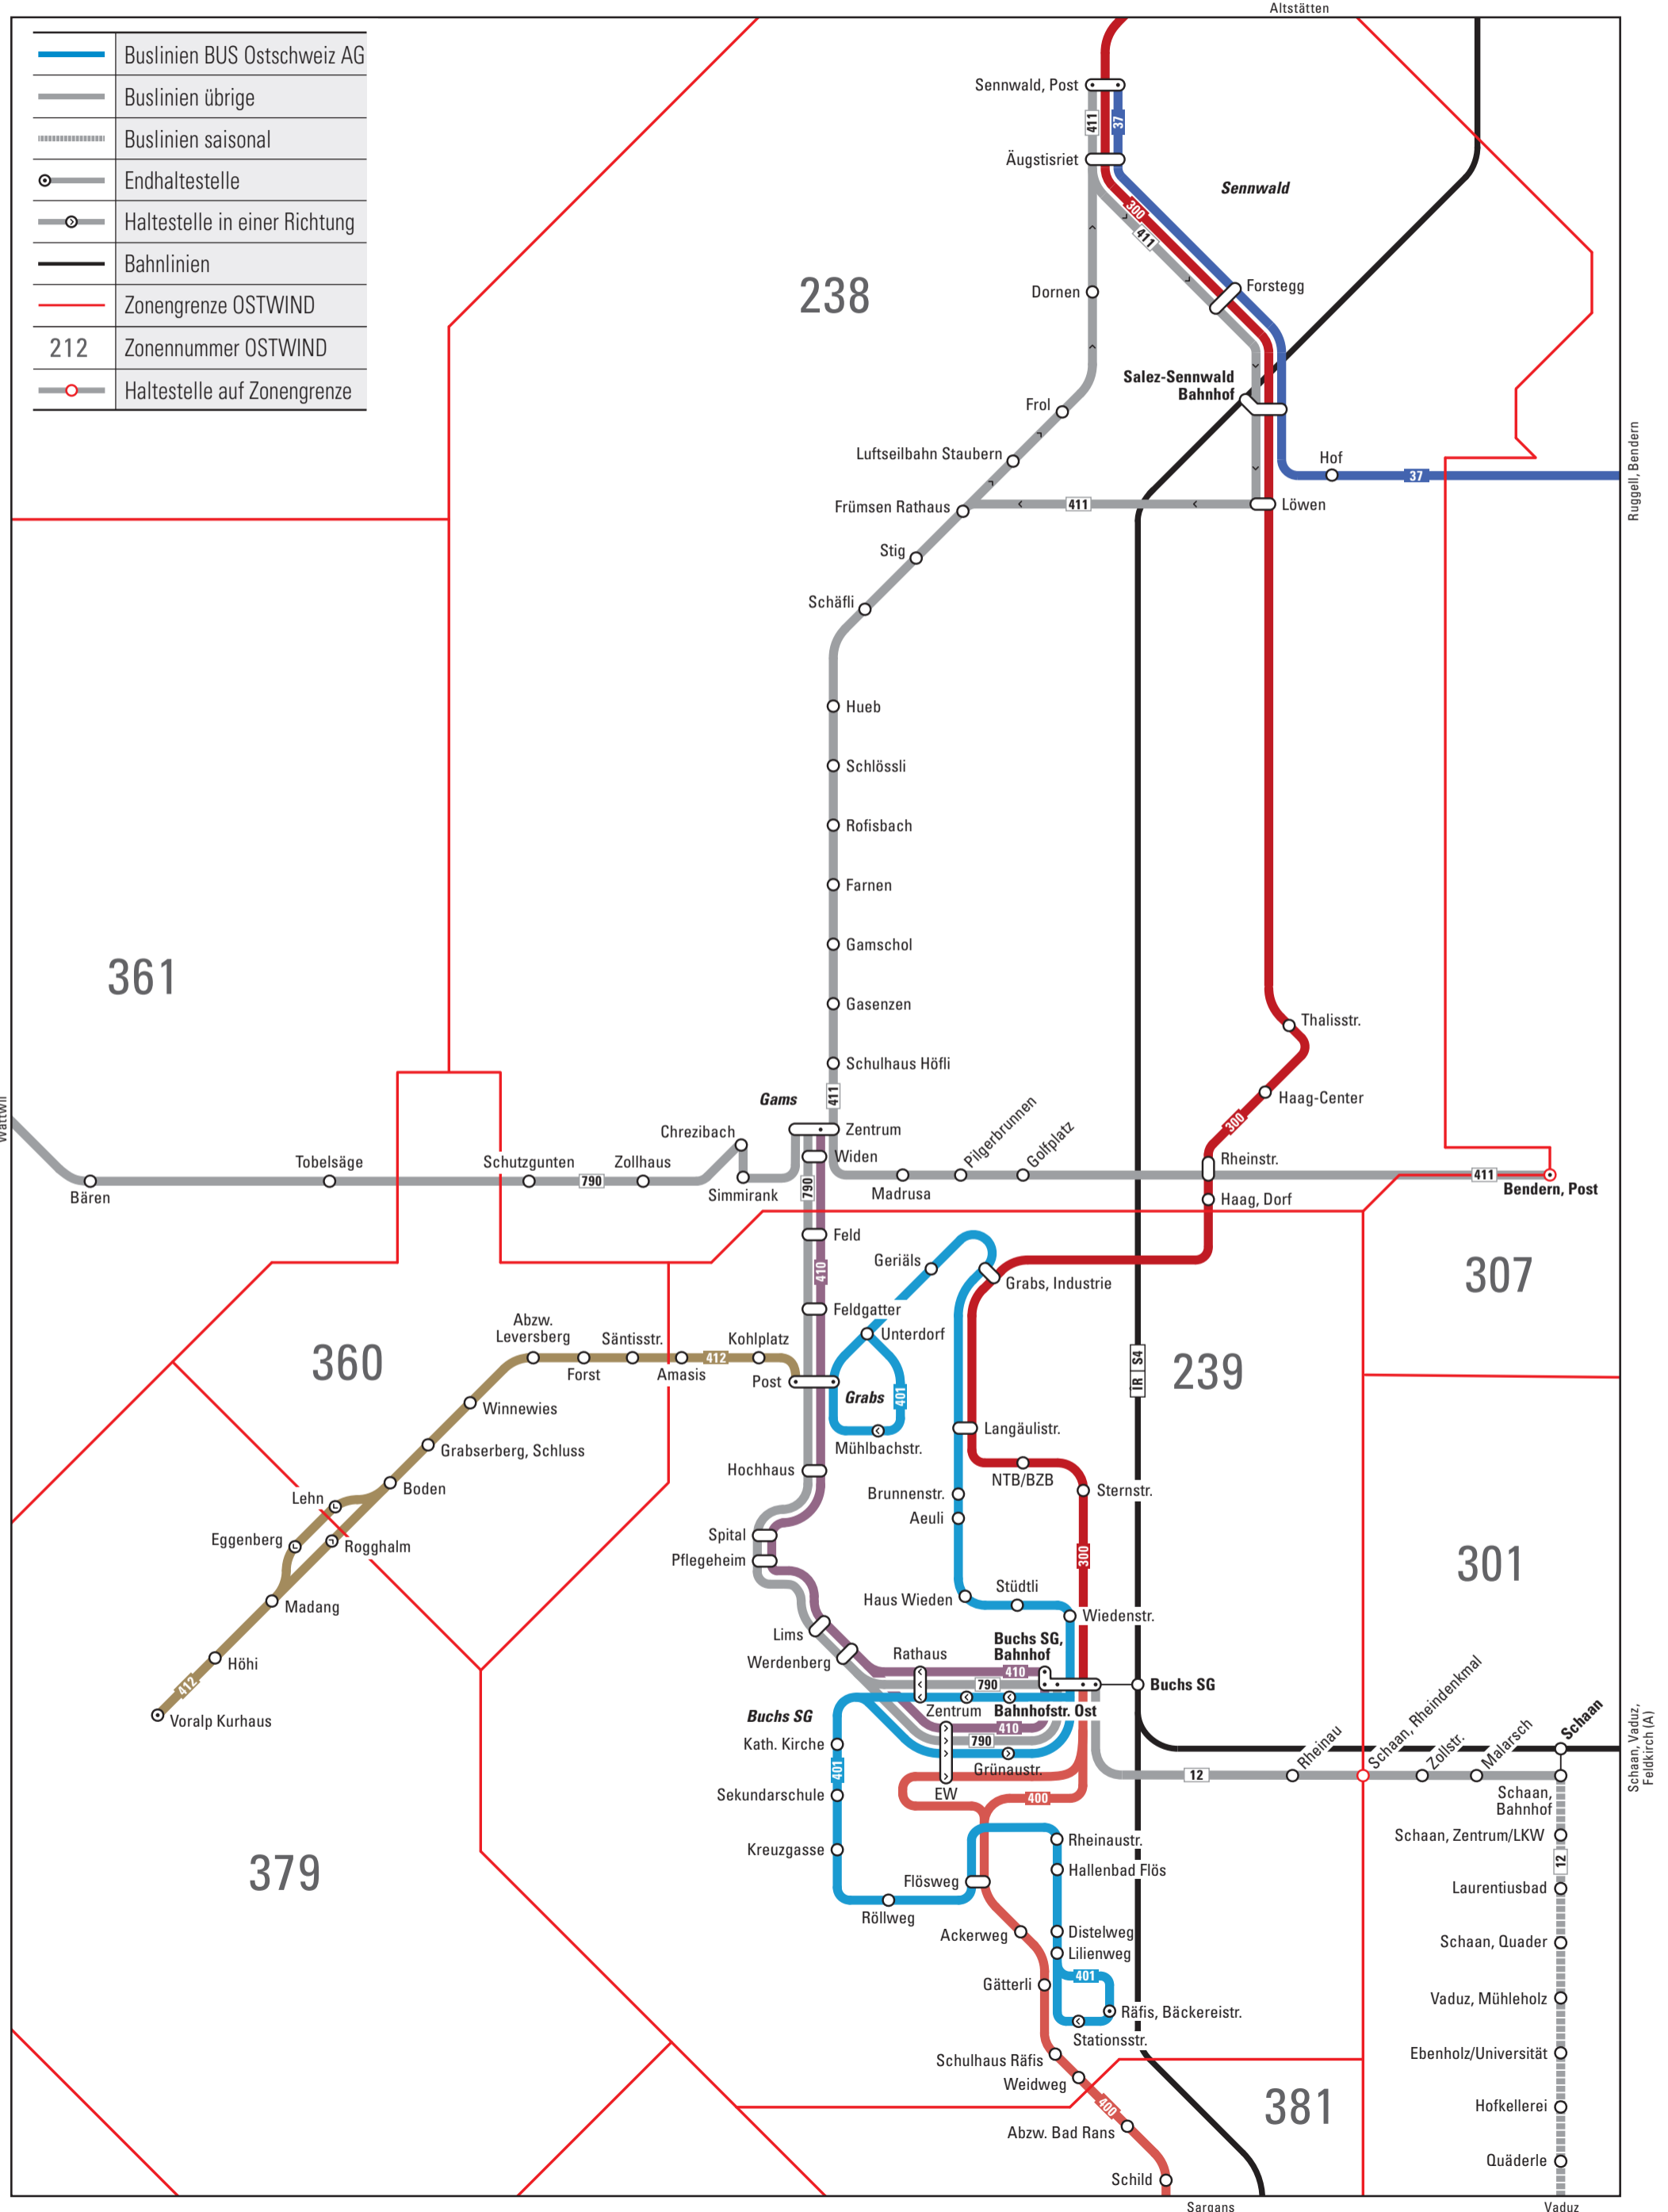 Altstätten
Buslinien BUS Ostschweiz AG
Buslinien übrige
Buslinien saisonal
Endhaltestelle
Haltestelle in einer Richtung
Bahnlinien
Zonengrenze OSTWIND
212 Zonennummer OSTWIND
Haltestelle auf Zonengrenze
Sennwald, Post
411
37
Äugstisriet
Sennwald
300
411
238
Dornen
Forstegg
Salez-Sennwald
Bahnhof
Frol
Luftseilbahn Staubern
Hof
37
Ruggell, Bendern
Frümsen Rathaus
411
Löwen
Stig
Schäfli
Hueb
Schlössli
Rofisbach
Farnen
Gamschol
361
Gasenzen
Thalisstr.
Schulhaus Höfli
Haag-Center
411
Gams
300
Wattwil
Chrezibach
Zentrum
Pilgerbrunnen
Golfplatz
Tobelsäge
Schutzgunten
Zollhaus
Widen
Rheinstr.
Bären
790
Simmirank
790
Madrusa
411
Bendern, Post
Haag, Dorf
Feld
Geriäls
410
Grabs, Industrie
307
Feldgatter
Abzw.
Leversberg
Säntisstr.
Kohlplatz
Unterdorf
360
412
Forst
Amasis
Post
Grabs
401
IR
S4
239
Winnewies
Grabserberg, Schluss
Mühlbachstr.
Langäulistr.
Hochhaus
NTB/BZB
Boden
Lehn
Brunnenstr.
Sternstr.
Aeuli
Eggenberg
Rogghalm
Spital
Pflegeheim
300
301
Madang
Haus Wieden
Stüdtli
Wiedenstr.
Lims
Werdenberg
Rathaus
Buchs SG,
Bahnhof
410
790
Buchs SG
Höhi
412
Voralp Kurhaus
Buchs SG
Zentrum
Bahnhofstr. Ost
410
790
Kath. Kirche
Grünaustr.
401
EW
Rheinau
Schaan, Rheindenkmal
Zollstr.
Malarsch
Schaan
Schaan, Vaduz,
Feldkirch (A)
12
Sekundarschule
400
Schaan,
Bahnhof
Kreuzgasse
Rheinaustr.
Schaan, Zentrum/LKW
12
379
Hallenbad Flös
Flösweg
Laurentiusbad
Röllweg
Ackerweg
Distelweg
Schaan, Quader
Lilienweg
401
Gätterli
Vaduz, Mühleholz
Räfis, Bäckereistr.
Stationsstr.
Schulhaus Räfis
Ebenholz/Universität
Weidweg
400
381
Hofkellerei
Abzw. Bad Rans
Quäderle
Schild
Sargans
Vaduz